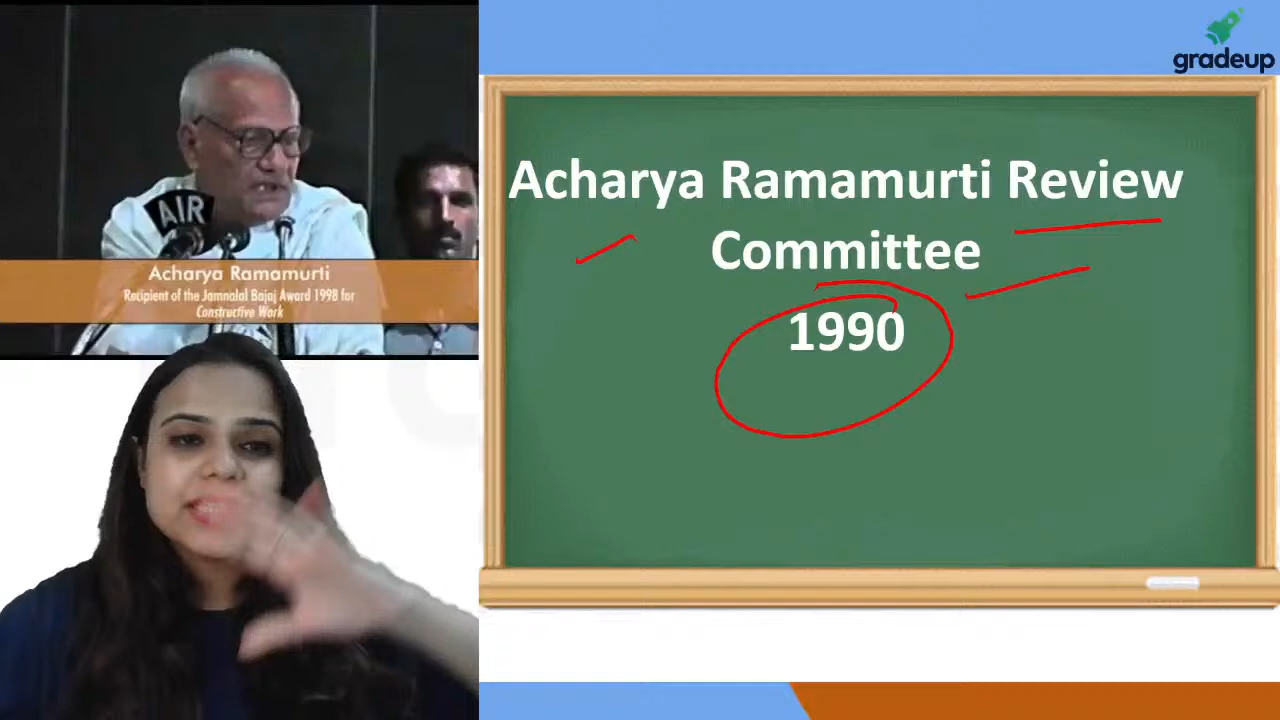 AIR
Acharya Ramamurti
Recipient of the Jamnalal Bajaj Award 1998 for
Constructive Work
gradeup
Acharya Ramamurti Review
Committee
1990